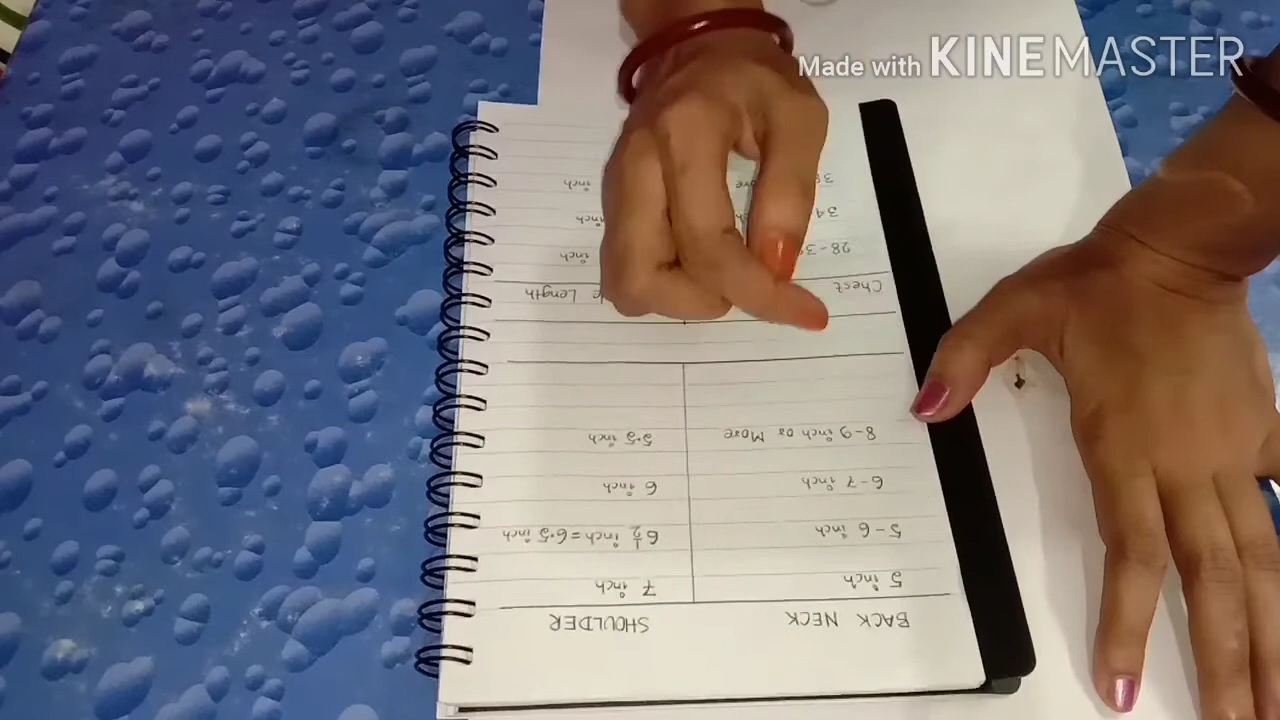 Made with KINEMASTER
BACK NECK SHOULDER
5 inch 7 inch
5-6 inch 6 1/2 inch = 6.5 inch
6-7 inch 6 inch
8-9 inch or More 5.5 inch
Chest Length
28-3 inch
34 inch
3 inch